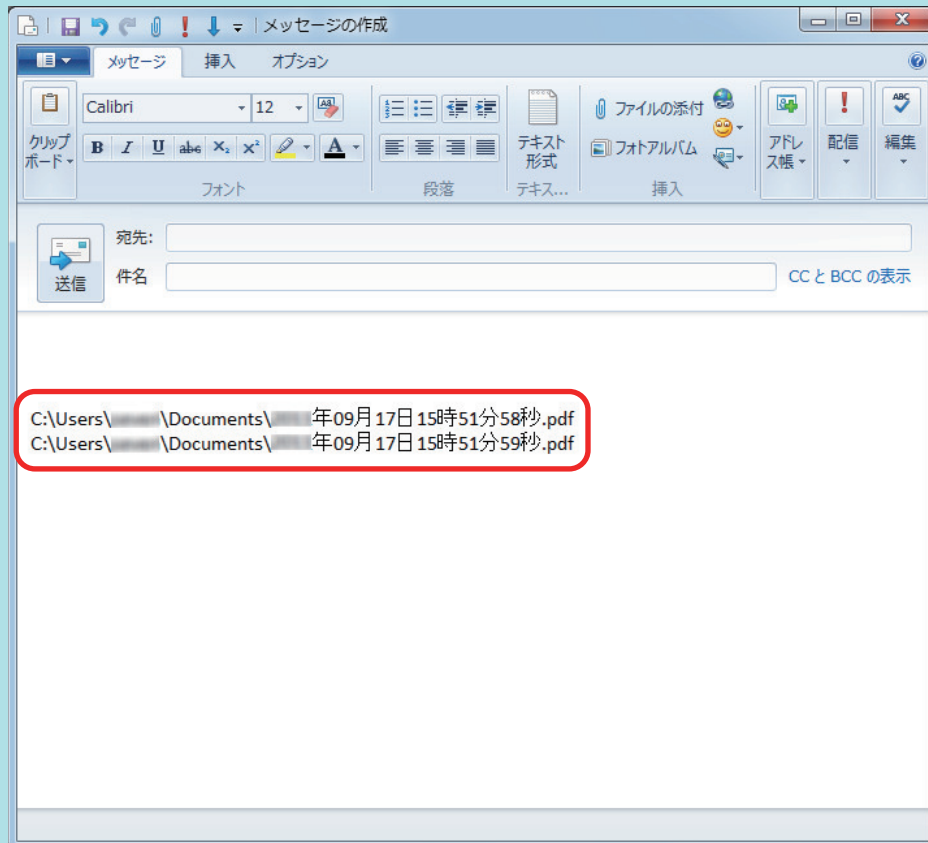 メッセージの作成
メッセージ 挿入 オプション
Calibri 12
ファイルの添付
クリップボード
B I U abc X₂ X² A
テキスト形式
フォトアルバム
アドレス帳
配信
ABC
編集
フォント 段落 テキス... 挿入
宛先:
送信
件名
CC と BCC の表示
C:\Users\ \Documents\ 年09月17日15時51分58秒.pdf
C:\Users\ \Documents\ 年09月17日15時51分59秒.pdf